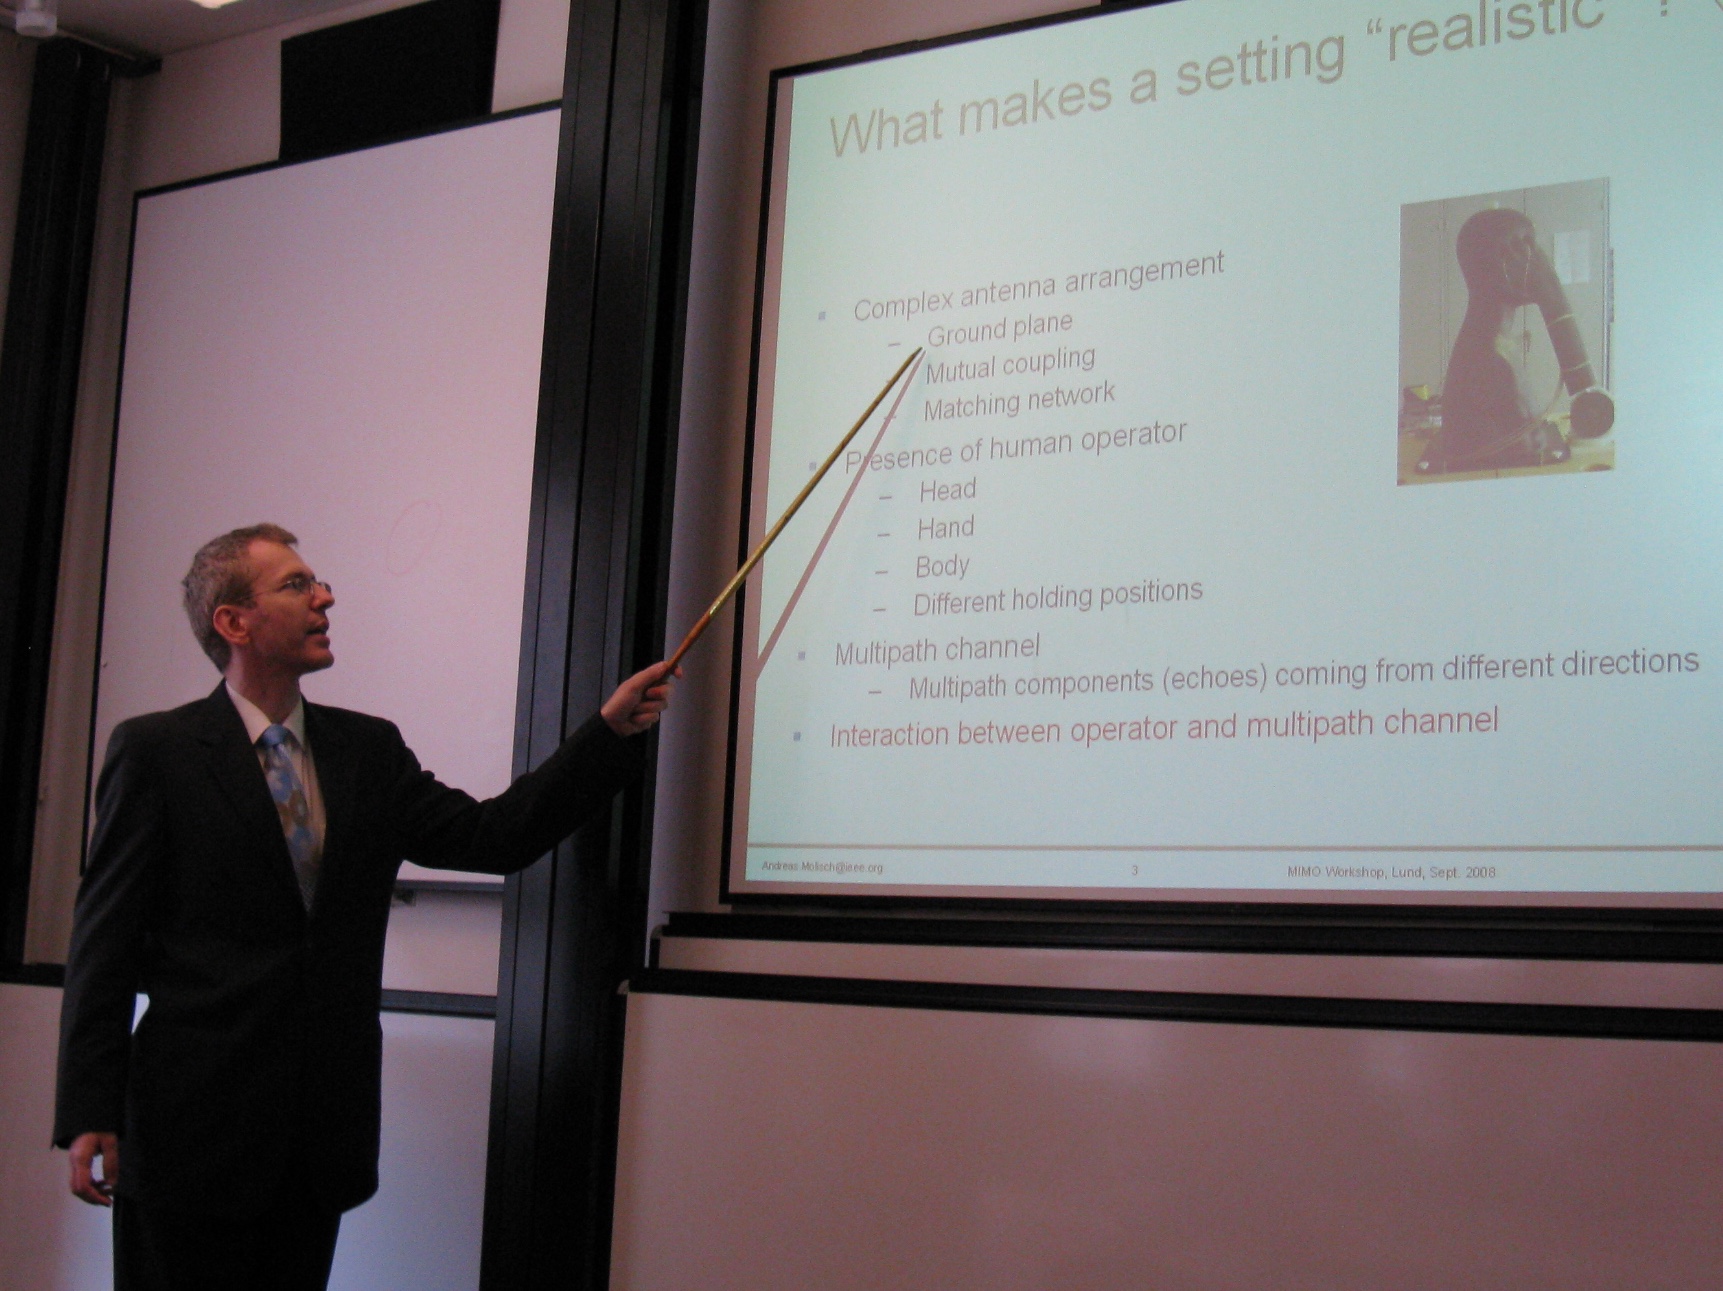 What makes a setting “realistic” ?
Complex antenna arrangement
– Ground plane
Mutual coupling
– Matching network
Presence of human operator
– Head
– Hand
– Body
– Different holding positions
Multipath channel
– Multipath components (echoes) coming from different directions
Interaction between operator and multipath channel
Andreas.Molisch@ieee.org 3 MIMO Workshop, Lund, Sept. 2008